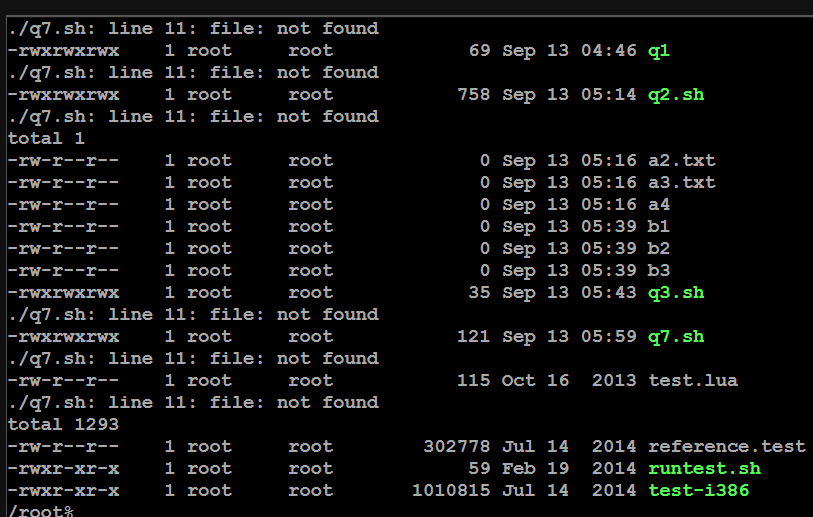 ./q7.sh: line 11: file: not found
-rwxrwxrwx    1 root     root            69 Sep 13 04:46 q1
./q7.sh: line 11: file: not found
-rwxrwxrwx    1 root     root           758 Sep 13 05:14 q2.sh
./q7.sh: line 11: file: not found
total 1
-rw-r--r--    1 root     root             0 Sep 13 05:16 a2.txt
-rw-r--r--    1 root     root             0 Sep 13 05:16 a3.txt
-rw-r--r--    1 root     root             0 Sep 13 05:16 a4
-rw-r--r--    1 root     root             0 Sep 13 05:39 b1
-rw-r--r--    1 root     root             0 Sep 13 05:39 b2
-rw-r--r--    1 root     root             0 Sep 13 05:39 b3
-rwxrwxrwx    1 root     root            35 Sep 13 05:43 q3.sh
./q7.sh: line 11: file: not found
-rwxrwxrwx    1 root     root           121 Sep 13 05:59 q7.sh
./q7.sh: line 11: file: not found
-rw-r--r--    1 root     root           115 Oct 16  2013 test.lua
./q7.sh: line 11: file: not found
total 1293
-rw-r--r--    1 root     root        302778 Jul 14  2014 reference.test
-rwxr-xr-x    1 root     root            59 Feb 19  2014 runtest.sh
-rwxr-xr-x    1 root     root       1010815 Jul 14  2014 test-i386
/root%